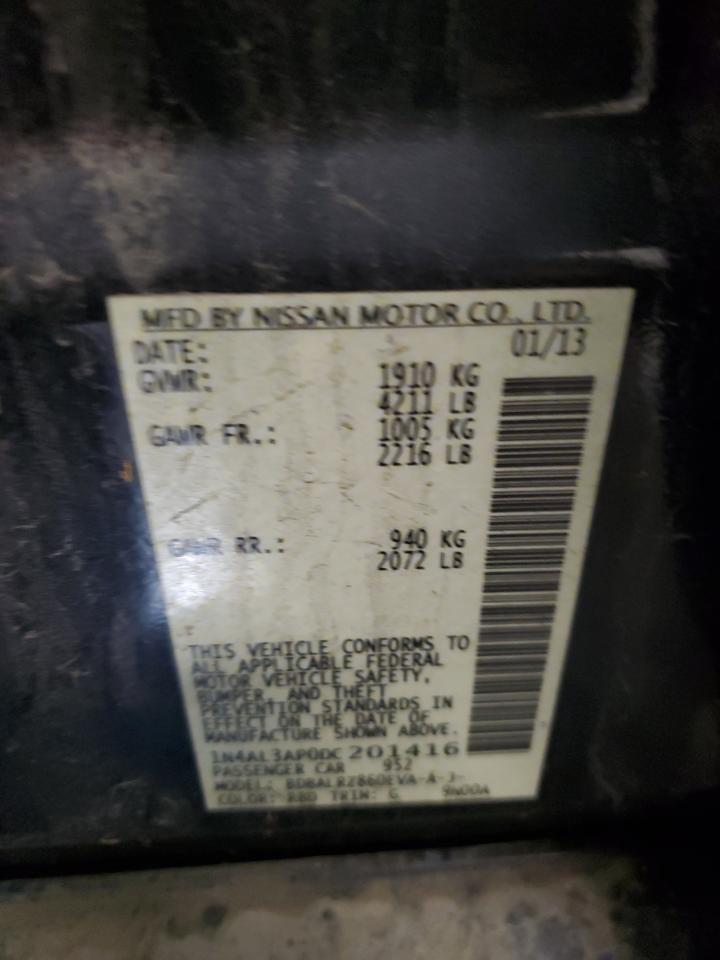 MFD BY NISSAN MOTOR CO., LTD.
DATE: 01/13
GVWR: 1910 KG
4211 LB
GAWR FR.: 1005 KG
2216 LB
GAWR RR.: 940 KG
2072 LB
THIS VEHICLE CONFORMS TO
ALL APPLICABLE FEDERAL
MOTOR VEHICLE SAFETY,
BUMPER, AND THEFT
PREVENTION STANDARDS IN
EFFECT ON THE DATE OF
MANUFACTURE SHOWN ABOVE.
1N4AL3AP0DC201416
PASSENGER CAR 952
MODEL:
COLOR: TRIM: G